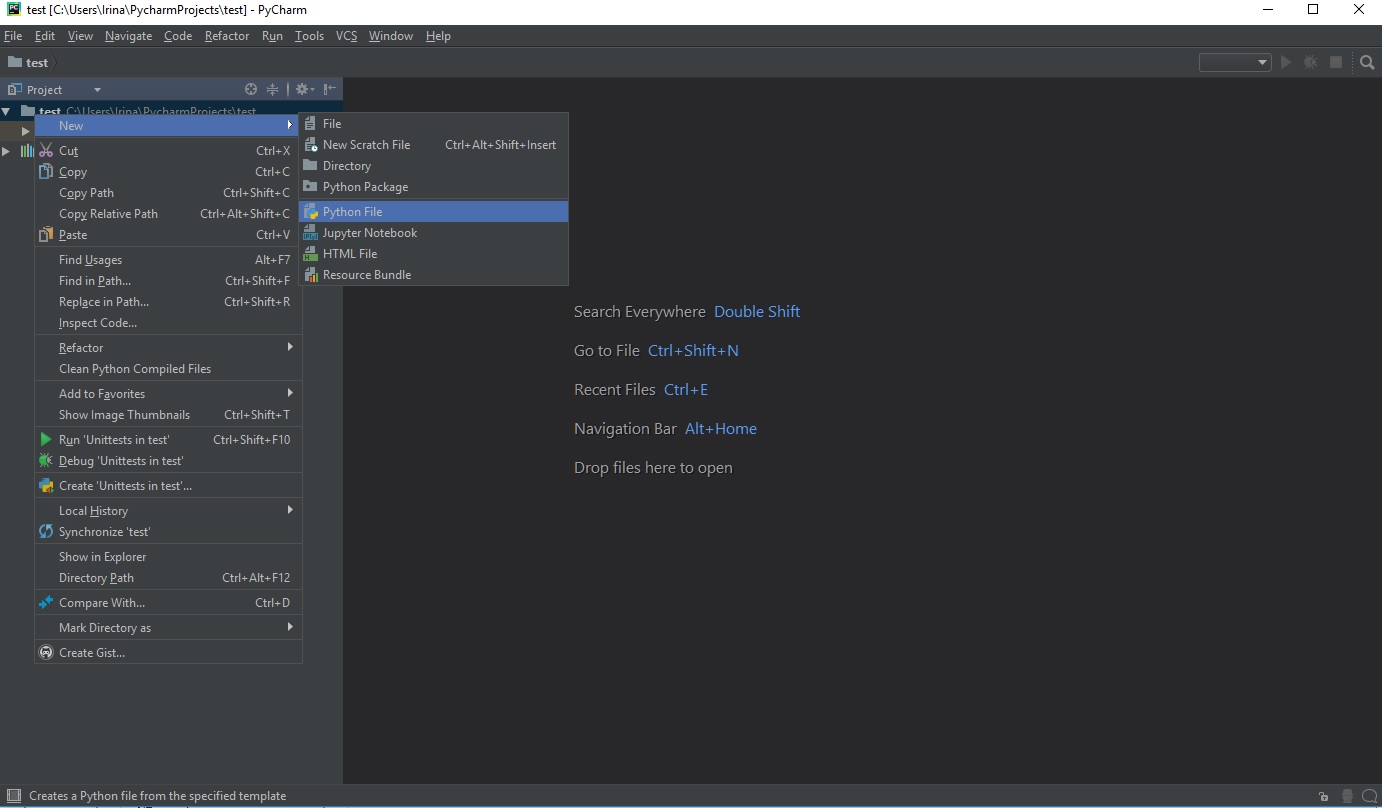 test [C:\Users\Irina\PycharmProjects\test] - PyCharm
File Edit View Navigate Code Refactor Run Tools VCS Window Help
test
Project
test C:\Users\Irina\PycharmProjects\test
New
Cut Ctrl+X
Copy Ctrl+C
Copy Path Ctrl+Shift+C
Copy Relative Path Ctrl+Alt+Shift+C
Paste Ctrl+V
Find Usages Alt+F7
Find in Path... Ctrl+Shift+F
Replace in Path... Ctrl+Shift+R
Inspect Code...
Refactor
Clean Python Compiled Files
Add to Favorites
Show Image Thumbnails Ctrl+Shift+T
Run 'Unittests in test' Ctrl+Shift+F10
Debug 'Unittests in test'
Create 'Unittests in test'...
Local History
Synchronize 'test'
Show in Explorer
Directory Path Ctrl+Alt+F12
Compare With... Ctrl+D
Mark Directory as
Create Gist...
File
New Scratch File Ctrl+Alt+Shift+Insert
Directory
Python Package
Python File
Jupyter Notebook
HTML File
Resource Bundle
Search Everywhere Double Shift
Go to File Ctrl+Shift+N
Recent Files Ctrl+E
Navigation Bar Alt+Home
Drop files here to open
Creates a Python file from the specified template